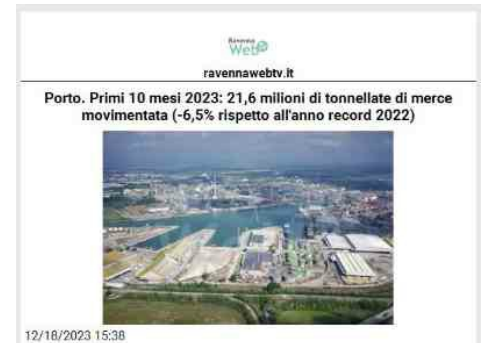 Ravenna
Web
ravennawebtv.it
Porto. Primi 10 mesi 2023: 21,6 milioni di tonnellate di merce
movimentata (-6,5% rispetto all'anno record 2022)
12/18/2023 15:38